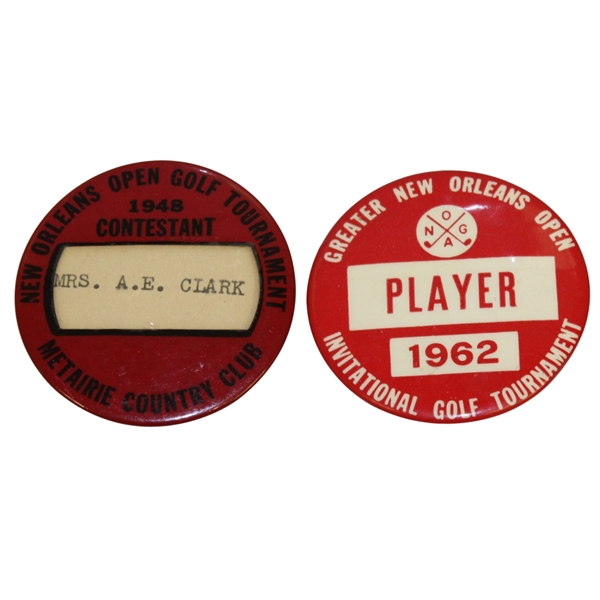 NEW ORLEANS OPEN GOLF TOURNAMENT
1948
CONTESTANT
MRS. A.E. CLARK
METAIRIE COUNTRY CLUB
GREATER NEW ORLEANS OPEN
N O G A
PLAYER
1962
INVITATIONAL GOLF TOURNAMENT